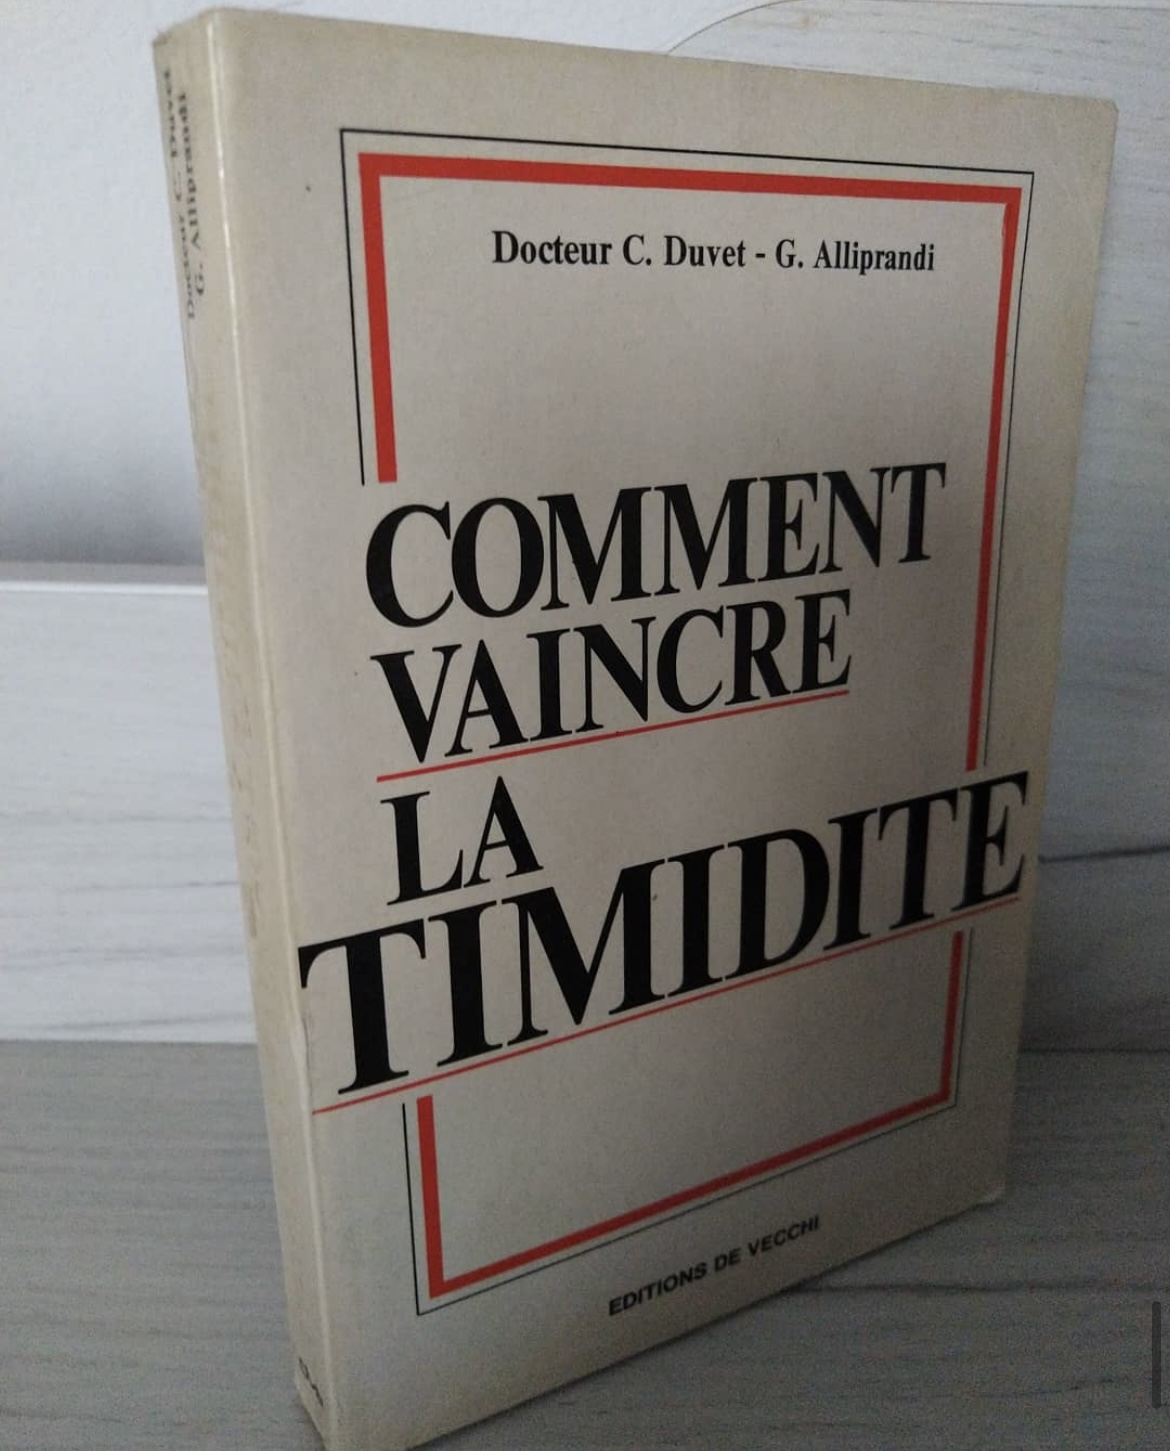 Docteur C. Duvet
G. Alliprandi
Docteur C. Duvet - G. Alliprandi
COMMENT
VAINCRE
LA
TIMIDITE
EDITIONS DE VECCHI